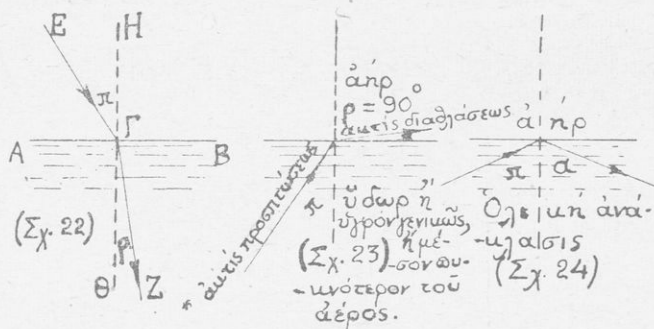 E H
π
Γ
A B
(Σχ. 22)
ρ
Θ Z
ἀήρ
ρ = 90°
ἀκτὶς διαθλάσεως
ἀκτὶς προσπτώσεως
π
ὕδωρ ἢ
ὑγρὸν γενικῶς,
(Σχ. 23) ἢ μέ-
-σον πυ-
-κνότερον τοῦ
ἀέρος.
ἀήρ
π α
Ὁλικὴ ἀνά-
-κλασις
(Σχ. 24)